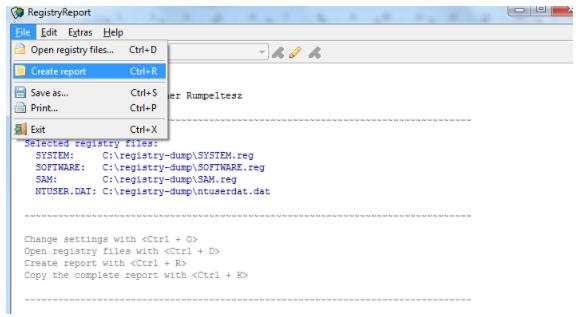 RegistryReport
File Edit Extras Help
Open registry files... Ctrl+D
Create report Ctrl+R
Save as... Ctrl+S
Print... Ctrl+P
Exit Ctrl+X
Rumpeltesz
~~~~~~~~~~~~~~~~~~~~~~~~~~~~~~~~~~~~~~~~~~~~~~~~~~~~
Selected registry files:
SYSTEM: C:\registry-dump\SYSTEM.reg
SOFTWARE: C:\registry-dump\SOFTWARE.reg
SAM: C:\registry-dump\SAM.reg
NTUSER.DAT: C:\registry-dump\ntuserdat.dat
~~~~~~~~~~~~~~~~~~~~~~~~~~~~~~~~~~~~~~~~~~~~~~~~~~~~
Change settings with <Ctrl + O>
Open registry files with <Ctrl + D>
Create report with <Ctrl + R>
Copy the complete report with <Ctrl + K>
~~~~~~~~~~~~~~~~~~~~~~~~~~~~~~~~~~~~~~~~~~~~~~~~~~~~